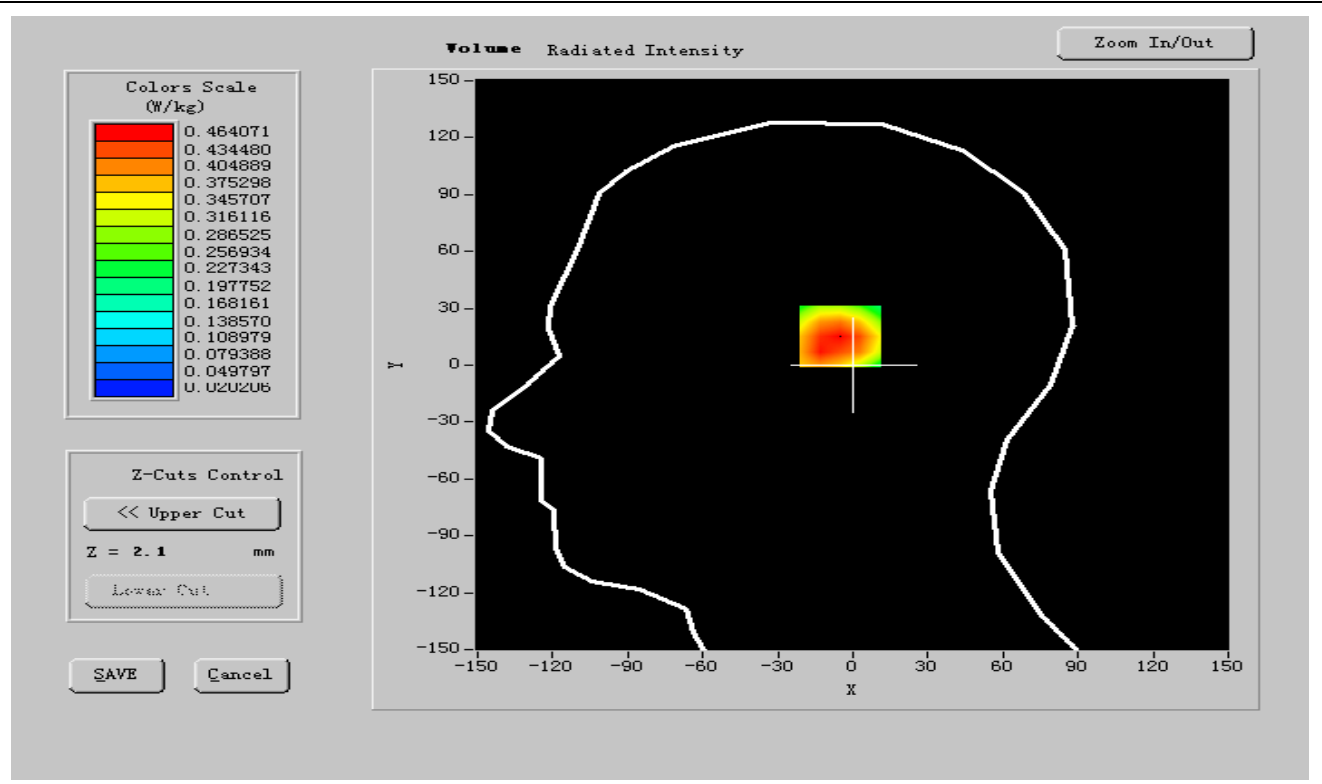 Volume Radiated Intensity
Zoom In/Out
Colors Scale
(W/kg)
0.464071
0.434480
0.404889
0.375298
0.345707
0.316116
0.286525
0.256934
0.227343
0.197752
0.168161
0.138570
0.108979
0.079388
0.049797
0.020206
Z-Cuts Control
<< Upper Cut
Z = 2.1 mm
Lower Cut
SAVE
Cancel
150
120
90
60
30
0
-30
-60
-90
-120
-150
Y
-150 -120 -90 -60 -30 0 30 60 90 120 150
X